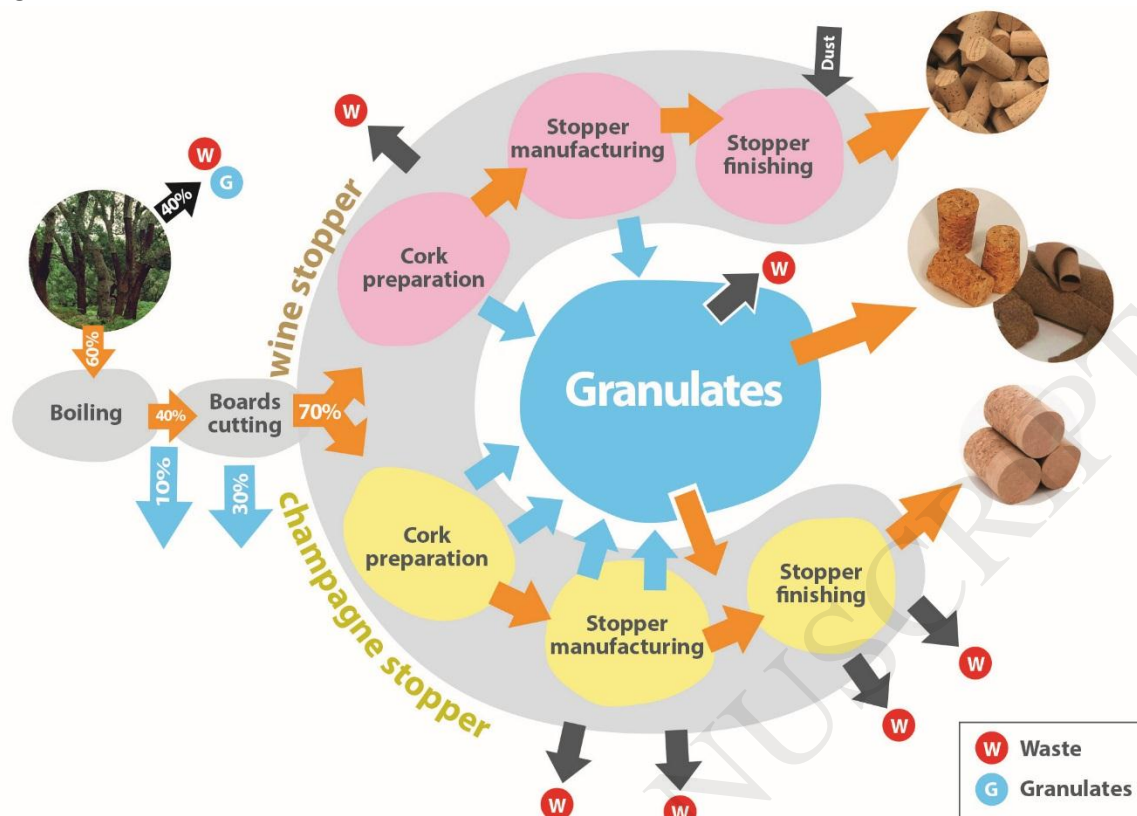 Dust
W
Stopper
manufacturing
Stopper
finishing
W
G
40%
Cork
preparation
wine stopper
W
60%
Granulates
Boiling
40%
Boards
cutting
70%
10%
30%
champagne stopper
Cork
preparation
Stopper
manufacturing
Stopper
finishing
W
W
W
W
W Waste
G Granulates
NUSCRIPT